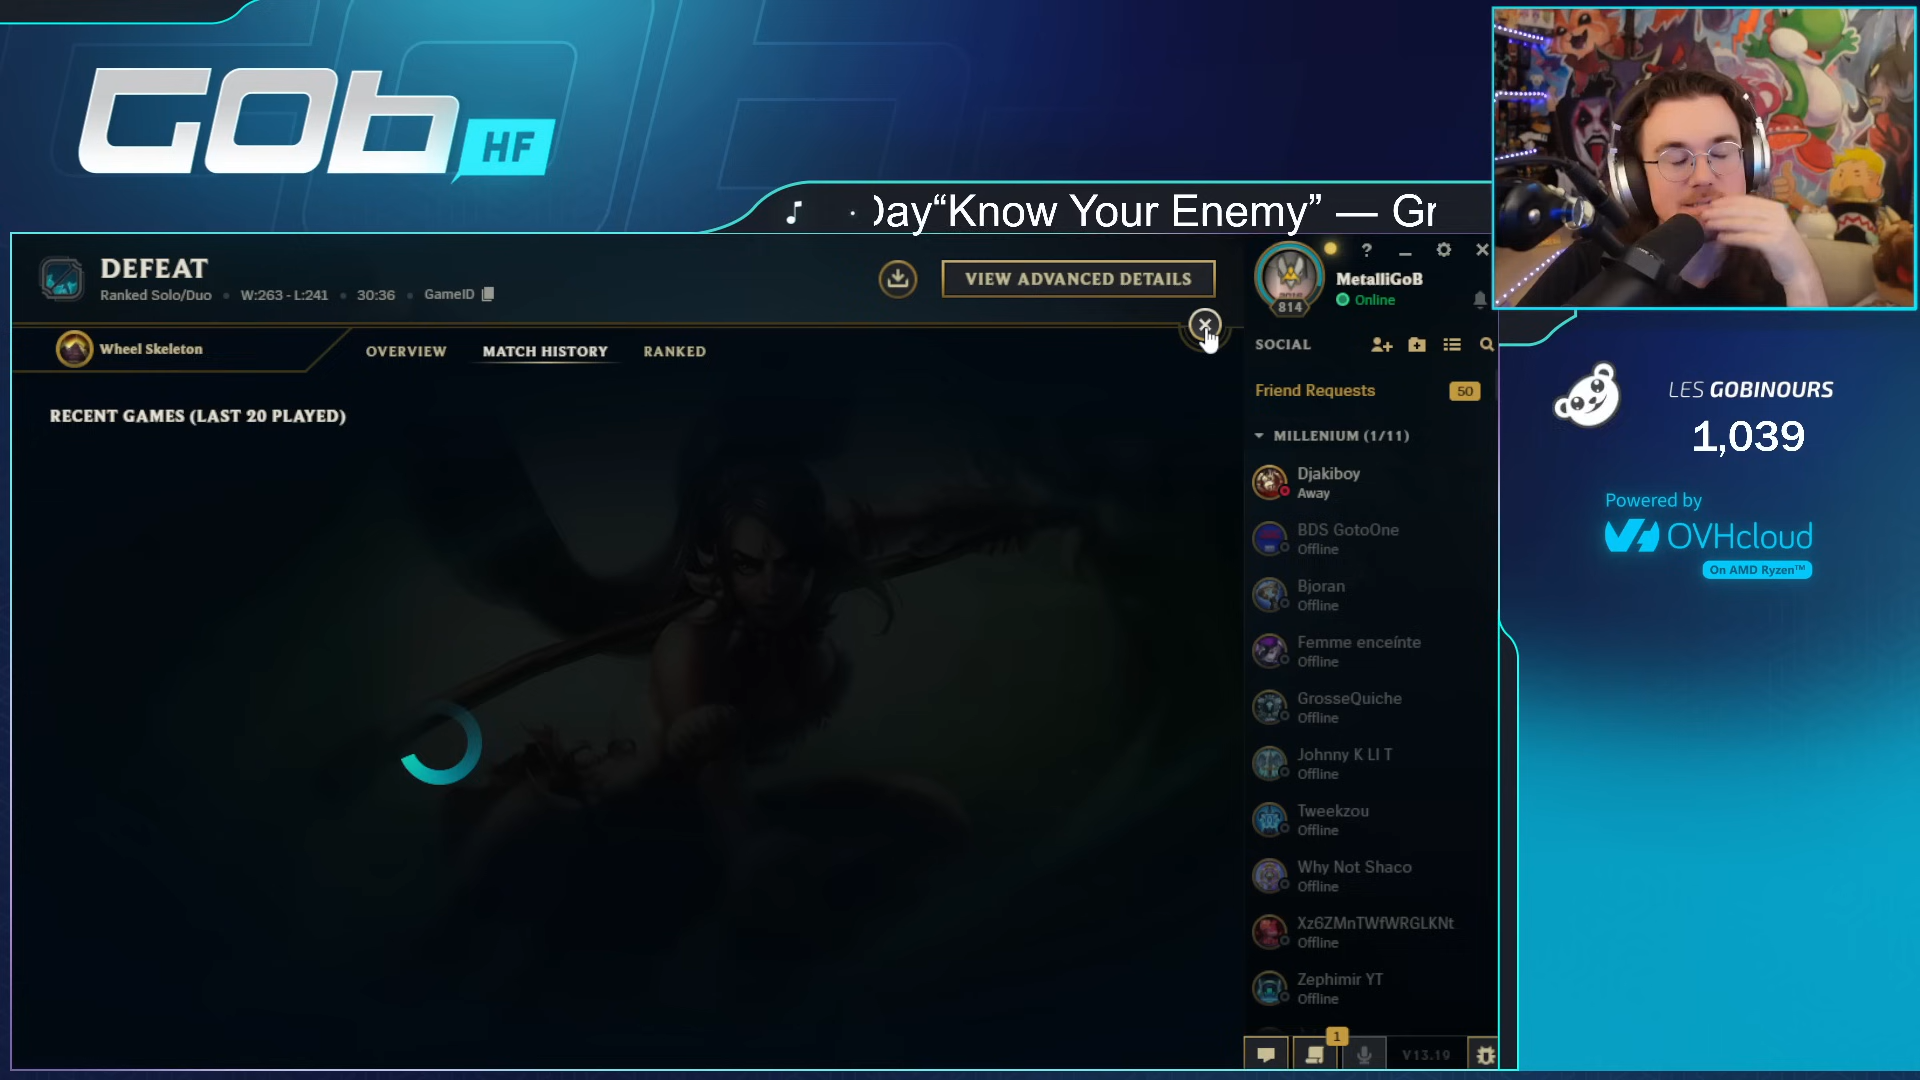 GOB HF
Day“Know Your Enemy” — Gr
DEFEAT
Ranked Solo/Duo • W:263 - L:241 • 30:36 • GameID
VIEW ADVANCED DETAILS
814
MetalliGoB
Online
Wheel Skeleton
OVERVIEW
MATCH HISTORY
RANKED
SOCIAL
RECENT GAMES (LAST 20 PLAYED)
Friend Requests
50
MILLENIUM (1/11)
Djakiboy
Away
BDS GotoOne
Offline
Bjoran
Offline
Femme enceínte
Offline
GrosseQuiche
Offline
Johnny K LI T
Offline
Tweekzou
Offline
Why Not Shaco
Offline
Xz6ZMnTWfWRGLKNt
Offline
Zephimir YT
Offline
1
V13.19
LES GOBINOURS
1,039
Powered by
OVHcloud
On AMD Ryzen™